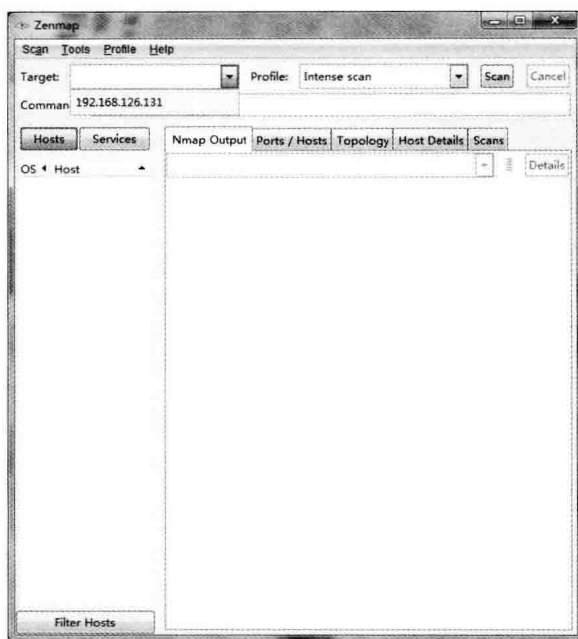 Zenmap
Scan Tools Profile Help
Target: Profile: Intense scan Scan Cancel
Comman 192.168.126.131
Hosts Services Nmap Output Ports / Hosts Topology Host Details Scans
OS Host Details
Filter Hosts